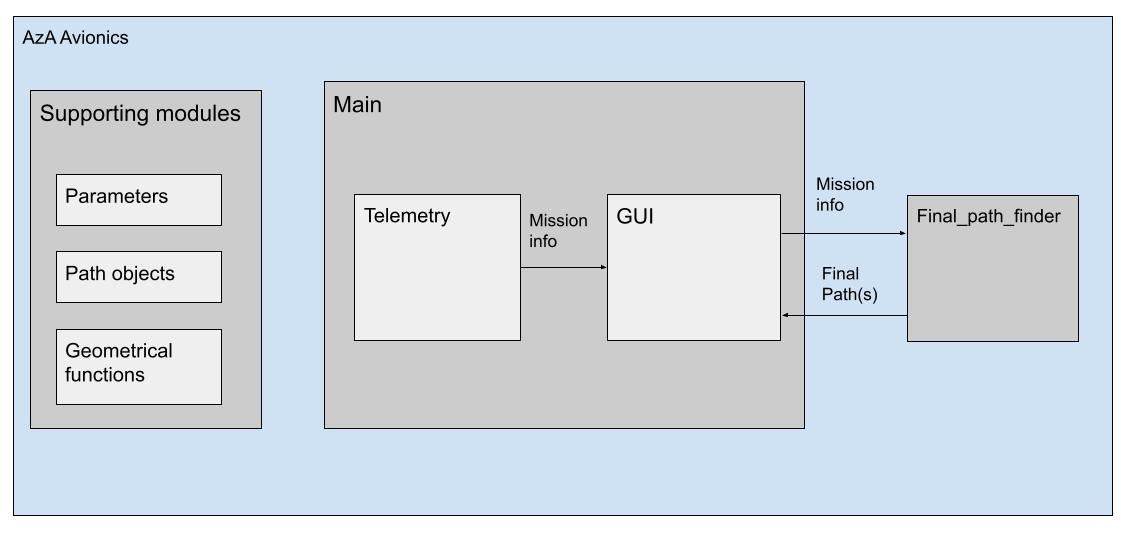 AzA Avionics
Supporting modules
Parameters
Path objects
Geometrical
functions
Main
Telemetry
Mission
info
GUI
Mission
info
Final
Path(s)
Final_path_finder